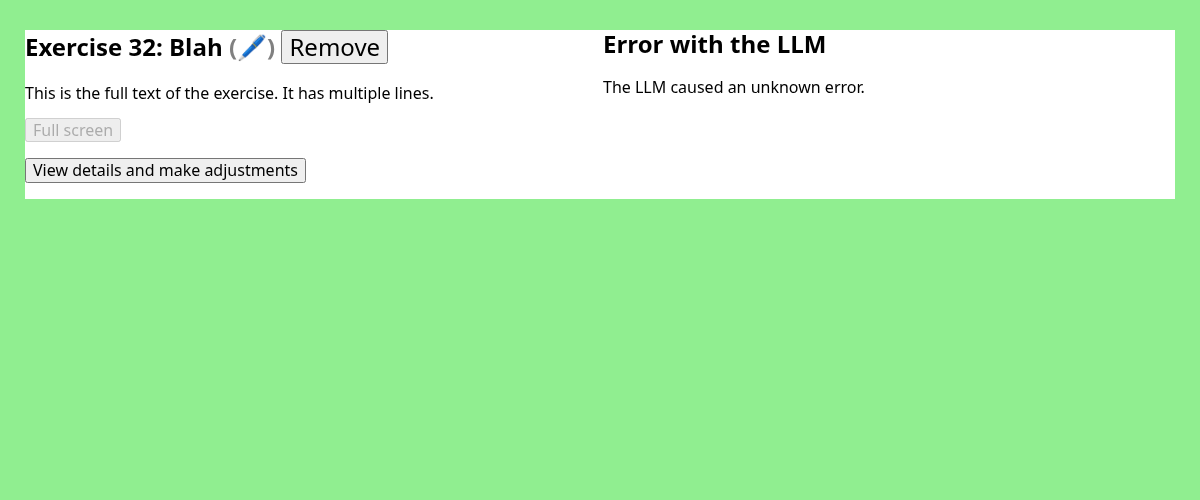 Exercise 32: Blah (🖊️) Remove
This is the full text of the exercise. It has multiple lines.
Full screen
View details and make adjustments
Error with the LLM
The LLM caused an unknown error.